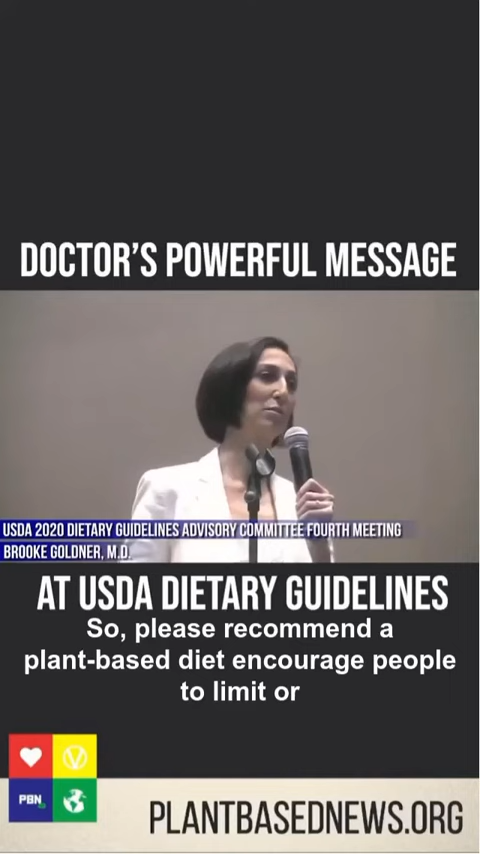 DOCTOR'S POWERFUL MESSAGE
USDA 2020 DIETARY GUIDELINES ADVISORY COMMITTEE FOURTH MEETING
BROOKE GOLDNER, M.D.
AT USDA DIETARY GUIDELINES
So, please recommend a
plant-based diet encourage people
to limit or
PBN
PLANTBASEDNEWS.ORG